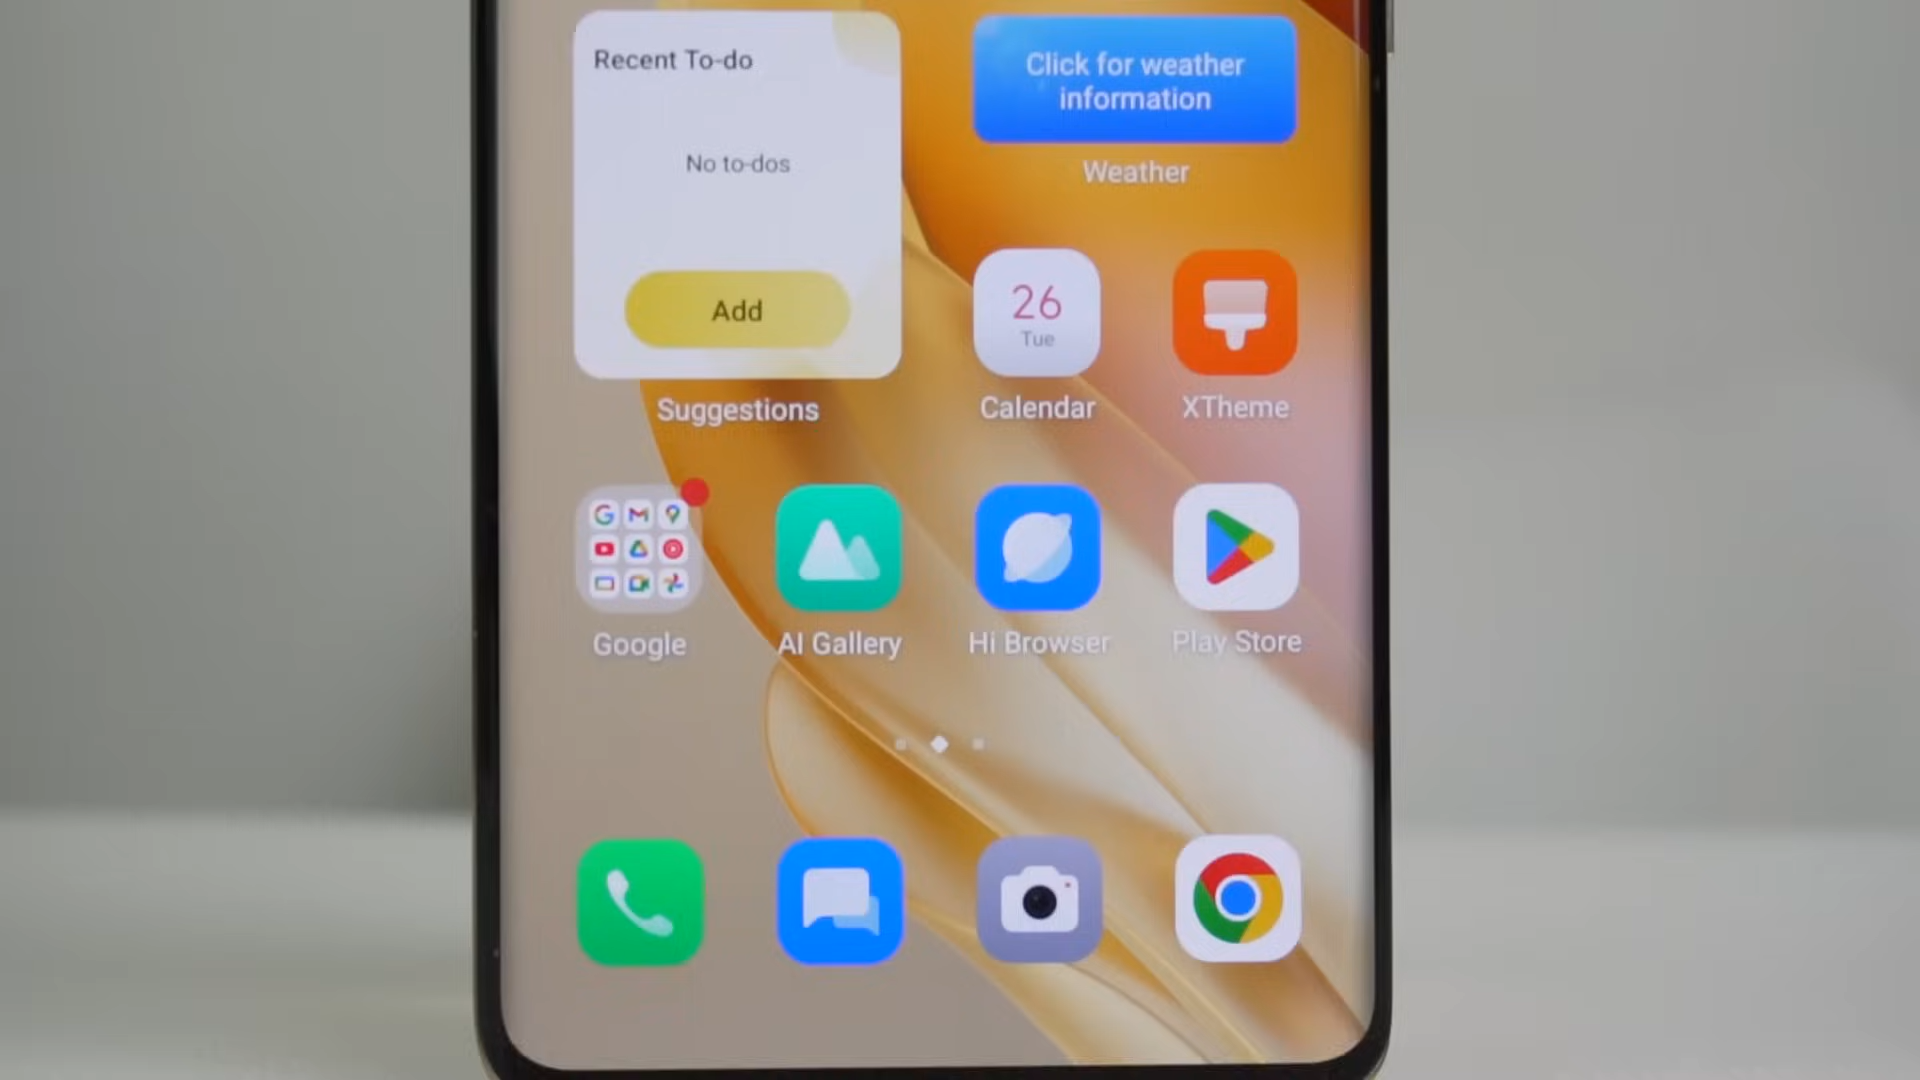 Recent To-do
No to-dos
Add
Suggestions
Click for weather
information
Weather
26
Tue
Calendar
XTheme
Google
AI Gallery
Hi Browser
Play Store